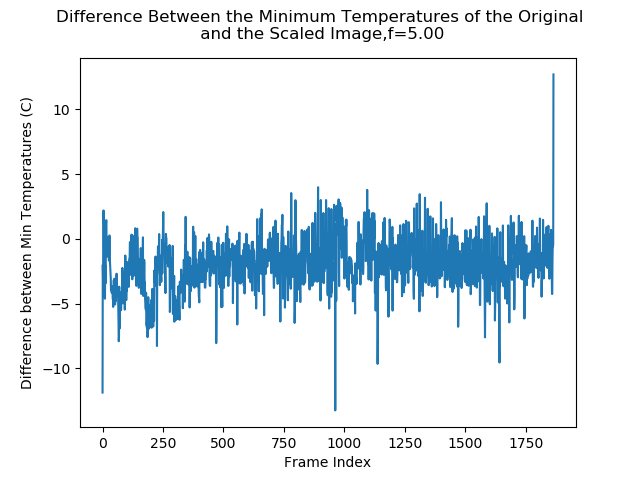 Difference Between the Minimum Temperatures of the Original
and the Scaled Image,f=5.00
10
5
0
−5
−10
Difference between Min Temperatures (C)
0 250 500 750 1000 1250 1500 1750
Frame Index